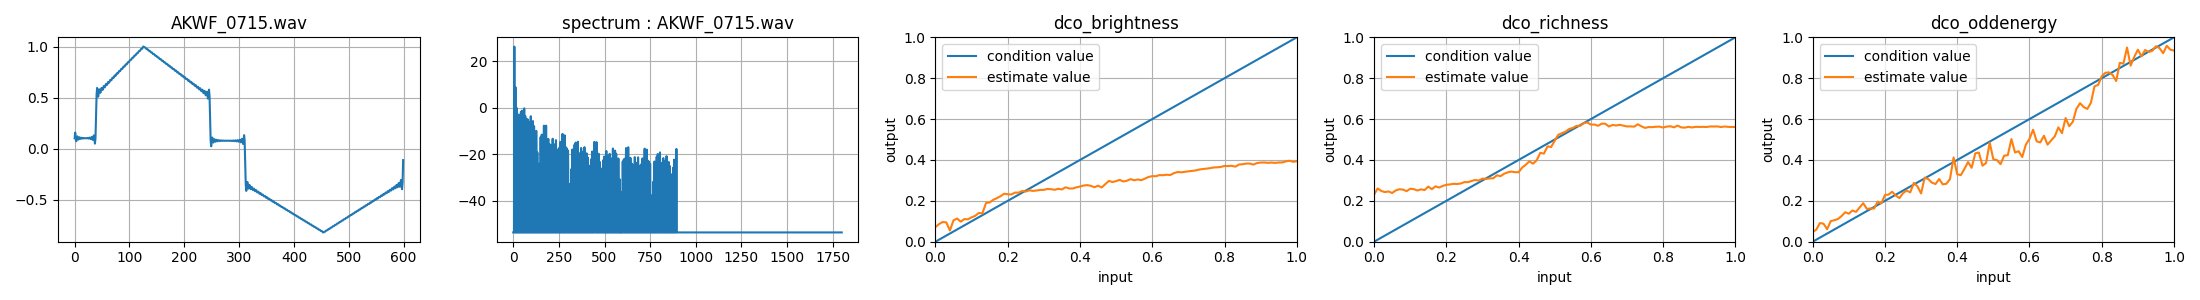 AKWF_0715.wav
1.0
0.5
0.0
−0.5
0 100 200 300 400 500 600
spectrum : AKWF_0715.wav
20
0
−20
−40
0 250 500 750 1000 1250 1500 1750
dco_brightness
condition value
estimate value
output
1.0
0.8
0.6
0.4
0.2
0.0
0.0 0.2 0.4 0.6 0.8 1.0
input
dco_richness
condition value
estimate value
output
1.0
0.8
0.6
0.4
0.2
0.0
0.0 0.2 0.4 0.6 0.8 1.0
input
dco_oddenergy
condition value
estimate value
output
1.0
0.8
0.6
0.4
0.2
0.0
0.0 0.2 0.4 0.6 0.8 1.0
input